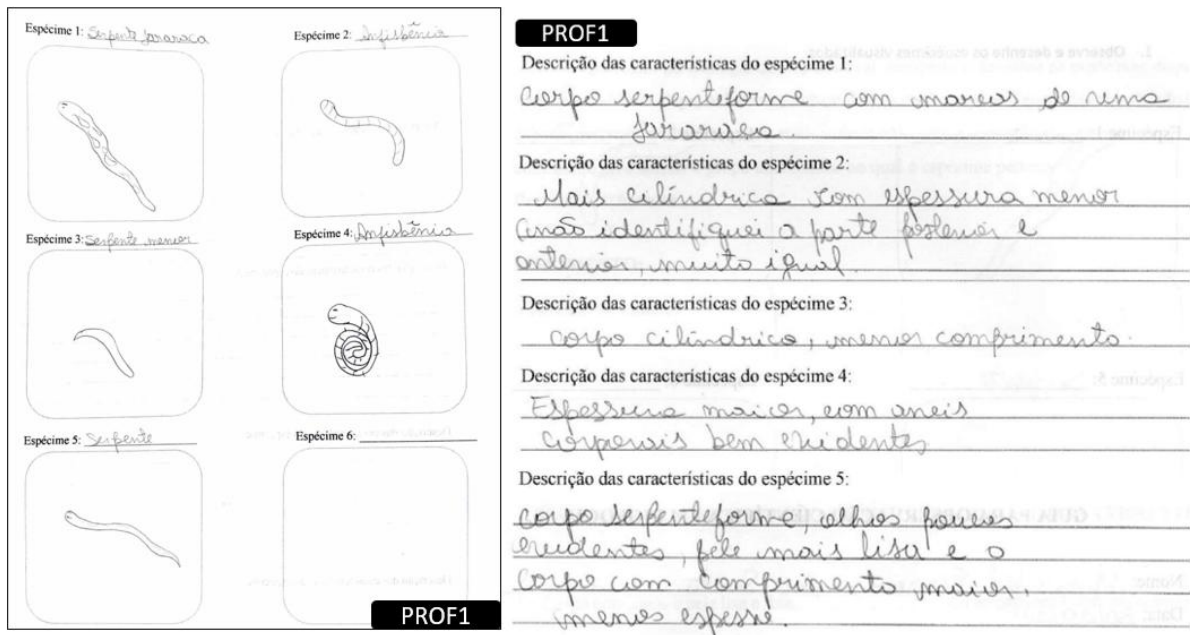 Espécime 1: Serpente Jararaca
Espécime 2: Anfisbênia
Espécime 3: Serpente menor
Espécime 4: Anfisbênia
Espécime 5: Serpente
Espécime 6:
PROF1
PROF1
Descrição das características do espécime 1:
corpo serpentiforme com marcas de uma
Jararaca
Descrição das características do espécime 2:
Mais cilíndrica com espessura menor
(não identifiquei a parte posterior e
anterior, muito igual.
Descrição das características do espécime 3:
corpo cilíndrico, menor comprimento.
Descrição das características do espécime 4:
Espessura maior, com aneis
corporais bem evidentes
Descrição das características do espécime 5:
corpo serpentiforme, olhos poucos
evidentes, pele mais lisa e o
corpo com comprimento maior,
menos espesso.